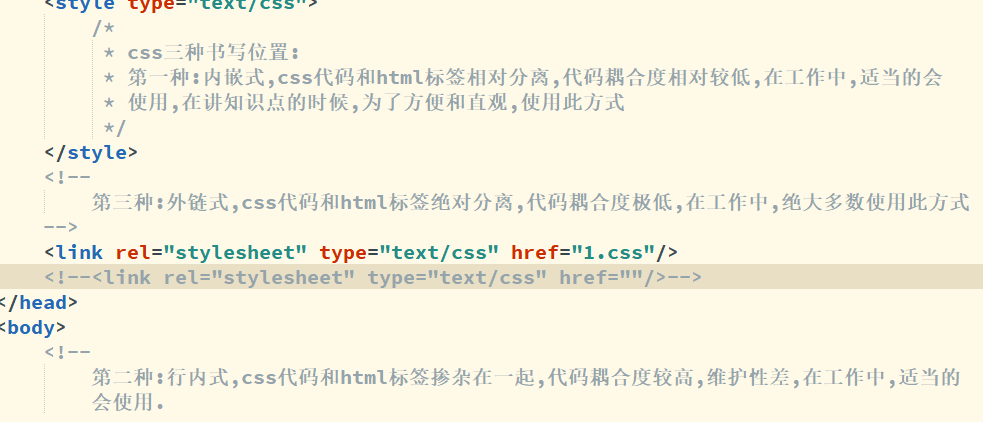 <style type="text/css">
/*
* css三种书写位置:
* 第一种:内嵌式,css代码和html标签相对分离,代码耦合度相对较低,在工作中,适当的会
* 使用,在讲知识点的时候,为了方便和直观,使用此方式
*/
</style>
<!--
第三种:外链式,css代码和html标签绝对分离,代码耦合度极低,在工作中,绝大多数使用此方式
-->
<link rel="stylesheet" type="text/css" href="1.css"/>
<!--<link rel="stylesheet" type="text/css" href=""/>-->
</head>
<body>
<!--
第二种:行内式,css代码和html标签掺杂在一起,代码耦合度较高,维护性差,在工作中,适当的
会使用.